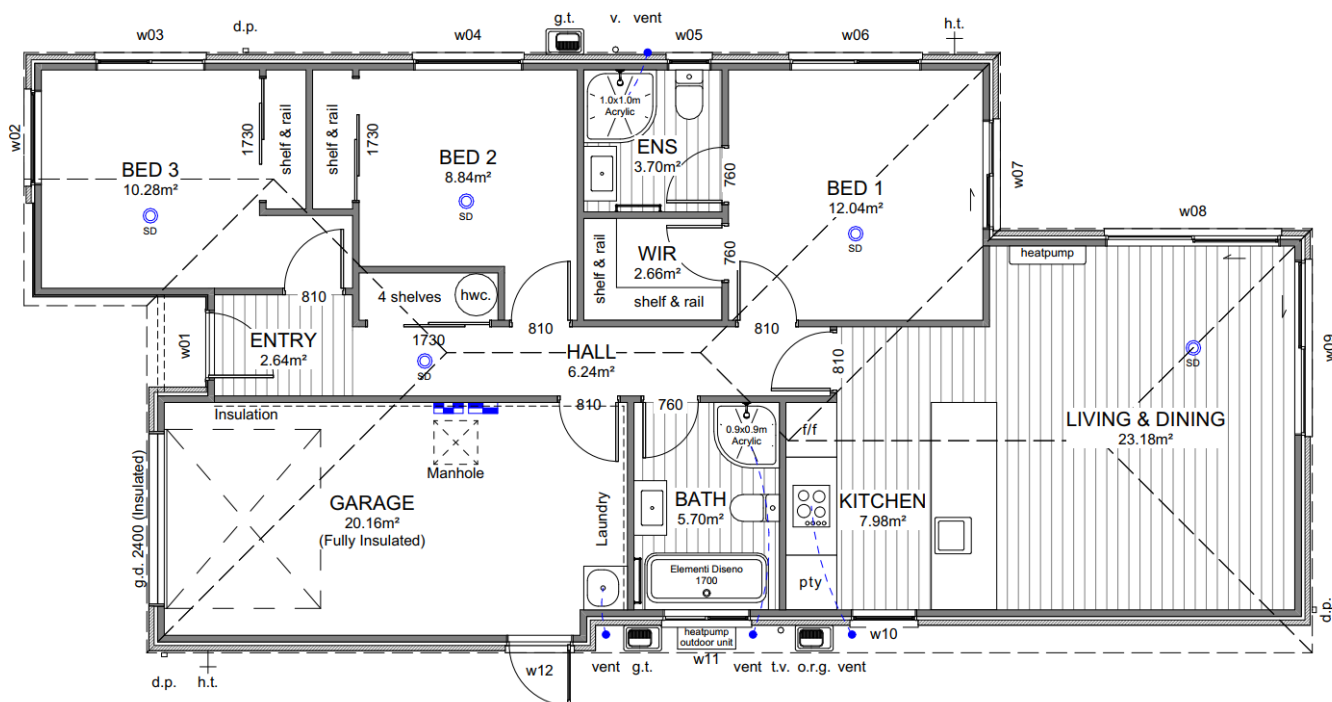 d.p.
g.t.
v.
vent
h.t.
w03
w04
w05
w06
w02
1730
shelf & rail
shelf & rail
1730
1.0x1.0m
Acrylic
ENS
3.70m²
760
BED 3
10.28m²
SD
BED 2
8.84m²
SD
BED 1
12.04m²
SD
w07
w08
heatpump
WIR
2.66m²
760
shelf & rail
shelf & rail
810
4 shelves
hwc.
w01
ENTRY
2.64m²
1730
SD
810
HALL
6.24m²
810
810
SD
w09
Insulation
810
760
0.9x0.9m
Acrylic
f/f
LIVING & DINING
23.18m²
Manhole
g.d. 2400 (Insulated)
GARAGE
20.16m²
(Fully Insulated)
Laundry
BATH
5.70m²
KITCHEN
7.98m²
Elementi Diseno
1700
pty
d.p.
heatpump
outdoor unit
w10
w11
d.p.
h.t.
w12
vent
g.t.
vent
t.v.
o.r.g.
vent